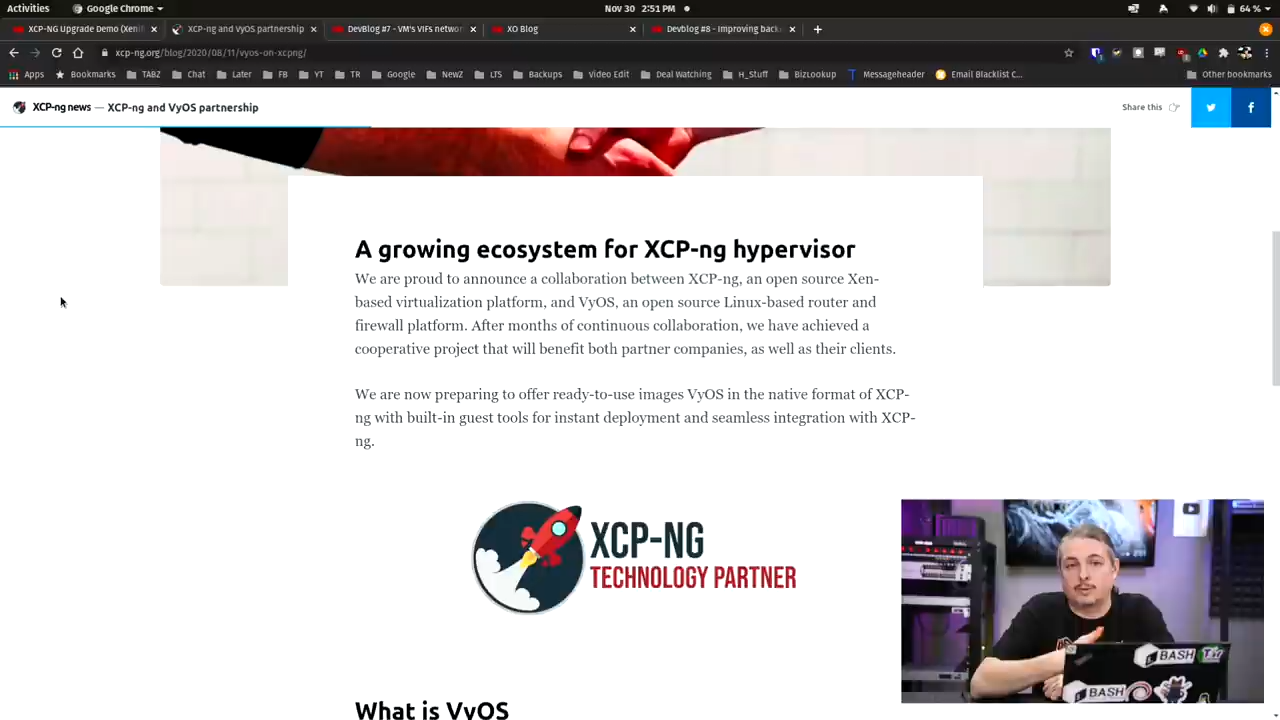 Activities
Google Chrome
Nov 30 2:51 PM
64 %
XCP-NG Upgrade Demo (Xen
XCP-ng and VyOS partnership
DevBlog #7 - VM's VIFs netwo
XO Blog
Devblog #8 - Improving back
xcp-ng.org/blog/2020/08/11/vyos-on-xcpng/
Apps
Bookmarks
TABZ
Chat
Later
FB
YT
TR
Google
NewZ
LTS
Backups
Video Edit
Deal Watching
H_Stuff
BizLookup
Messageheader
Email Blacklist C...
Other bookmarks
XCP-ng news — XCP-ng and VyOS partnership
Share this
A growing ecosystem for XCP-ng hypervisor
We are proud to announce a collaboration between XCP-ng, an open source Xen-
based virtualization platform, and VyOS, an open source Linux-based router and
firewall platform. After months of continuous collaboration, we have achieved a
cooperative project that will benefit both partner companies, as well as their clients.
We are now preparing to offer ready-to-use images VyOS in the native format of XCP-
ng with built-in guest tools for instant deployment and seamless integration with XCP-
ng.
XCP-NG
TECHNOLOGY PARTNER
BASH
BASH
What is VyOS